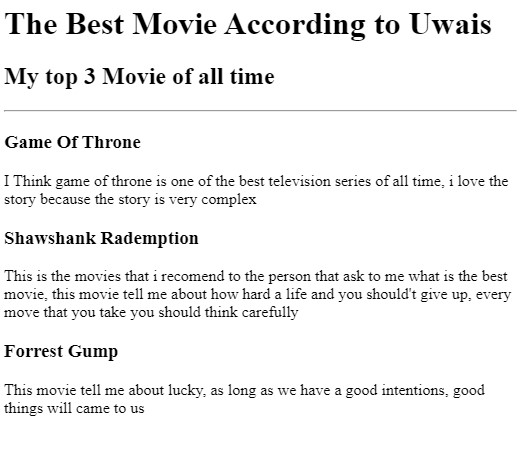 The Best Movie According to Uwais
My top 3 Movie of all time
Game Of Throne
I Think game of throne is one of the best television series of all time, i love the
story because the story is very complex
Shawshank Rademption
This is the movies that i recomend to the person that ask to me what is the best
movie, this movie tell me about how hard a life and you should't give up, every
move that you take you should think carefully
Forrest Gump
This movie tell me about lucky, as long as we have a good intentions, good
things will came to us